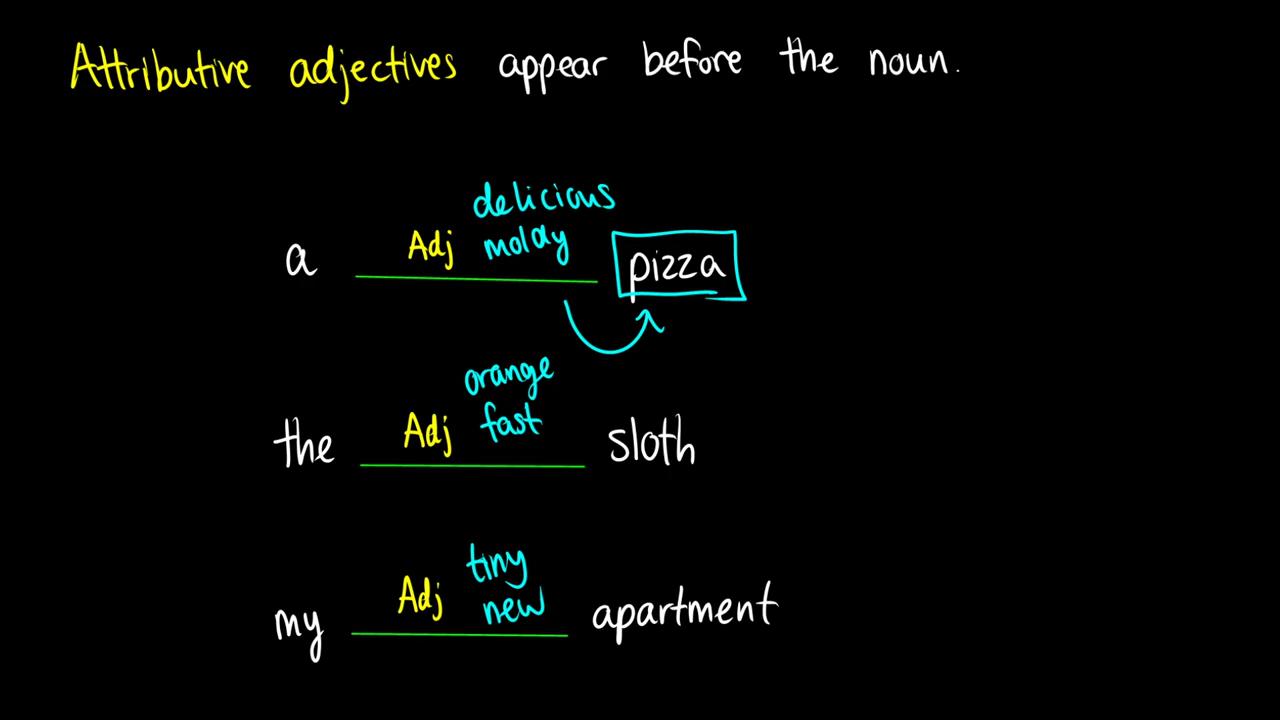 Attributive adjectives appear before the noun.
delicious
a Adj moldy pizza
orange
the Adj fast sloth
tiny
my Adj new apartment